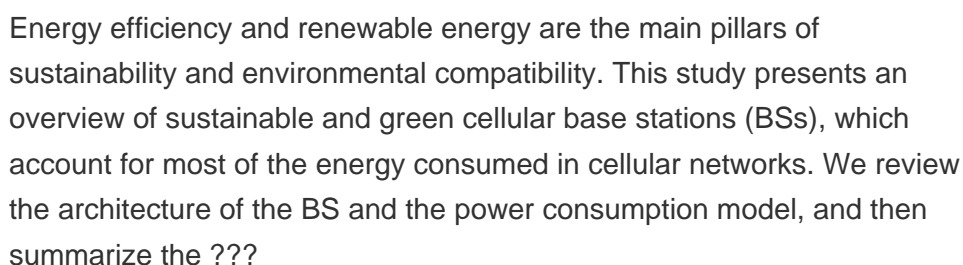 Energy efficiency and renewable energy are the main pillars of
sustainability and environmental compatibility. This study presents an
overview of sustainable and green cellular base stations (BSs), which
account for most of the energy consumed in cellular networks. We review
the architecture of the BS and the power consumption model, and then
summarize the ???